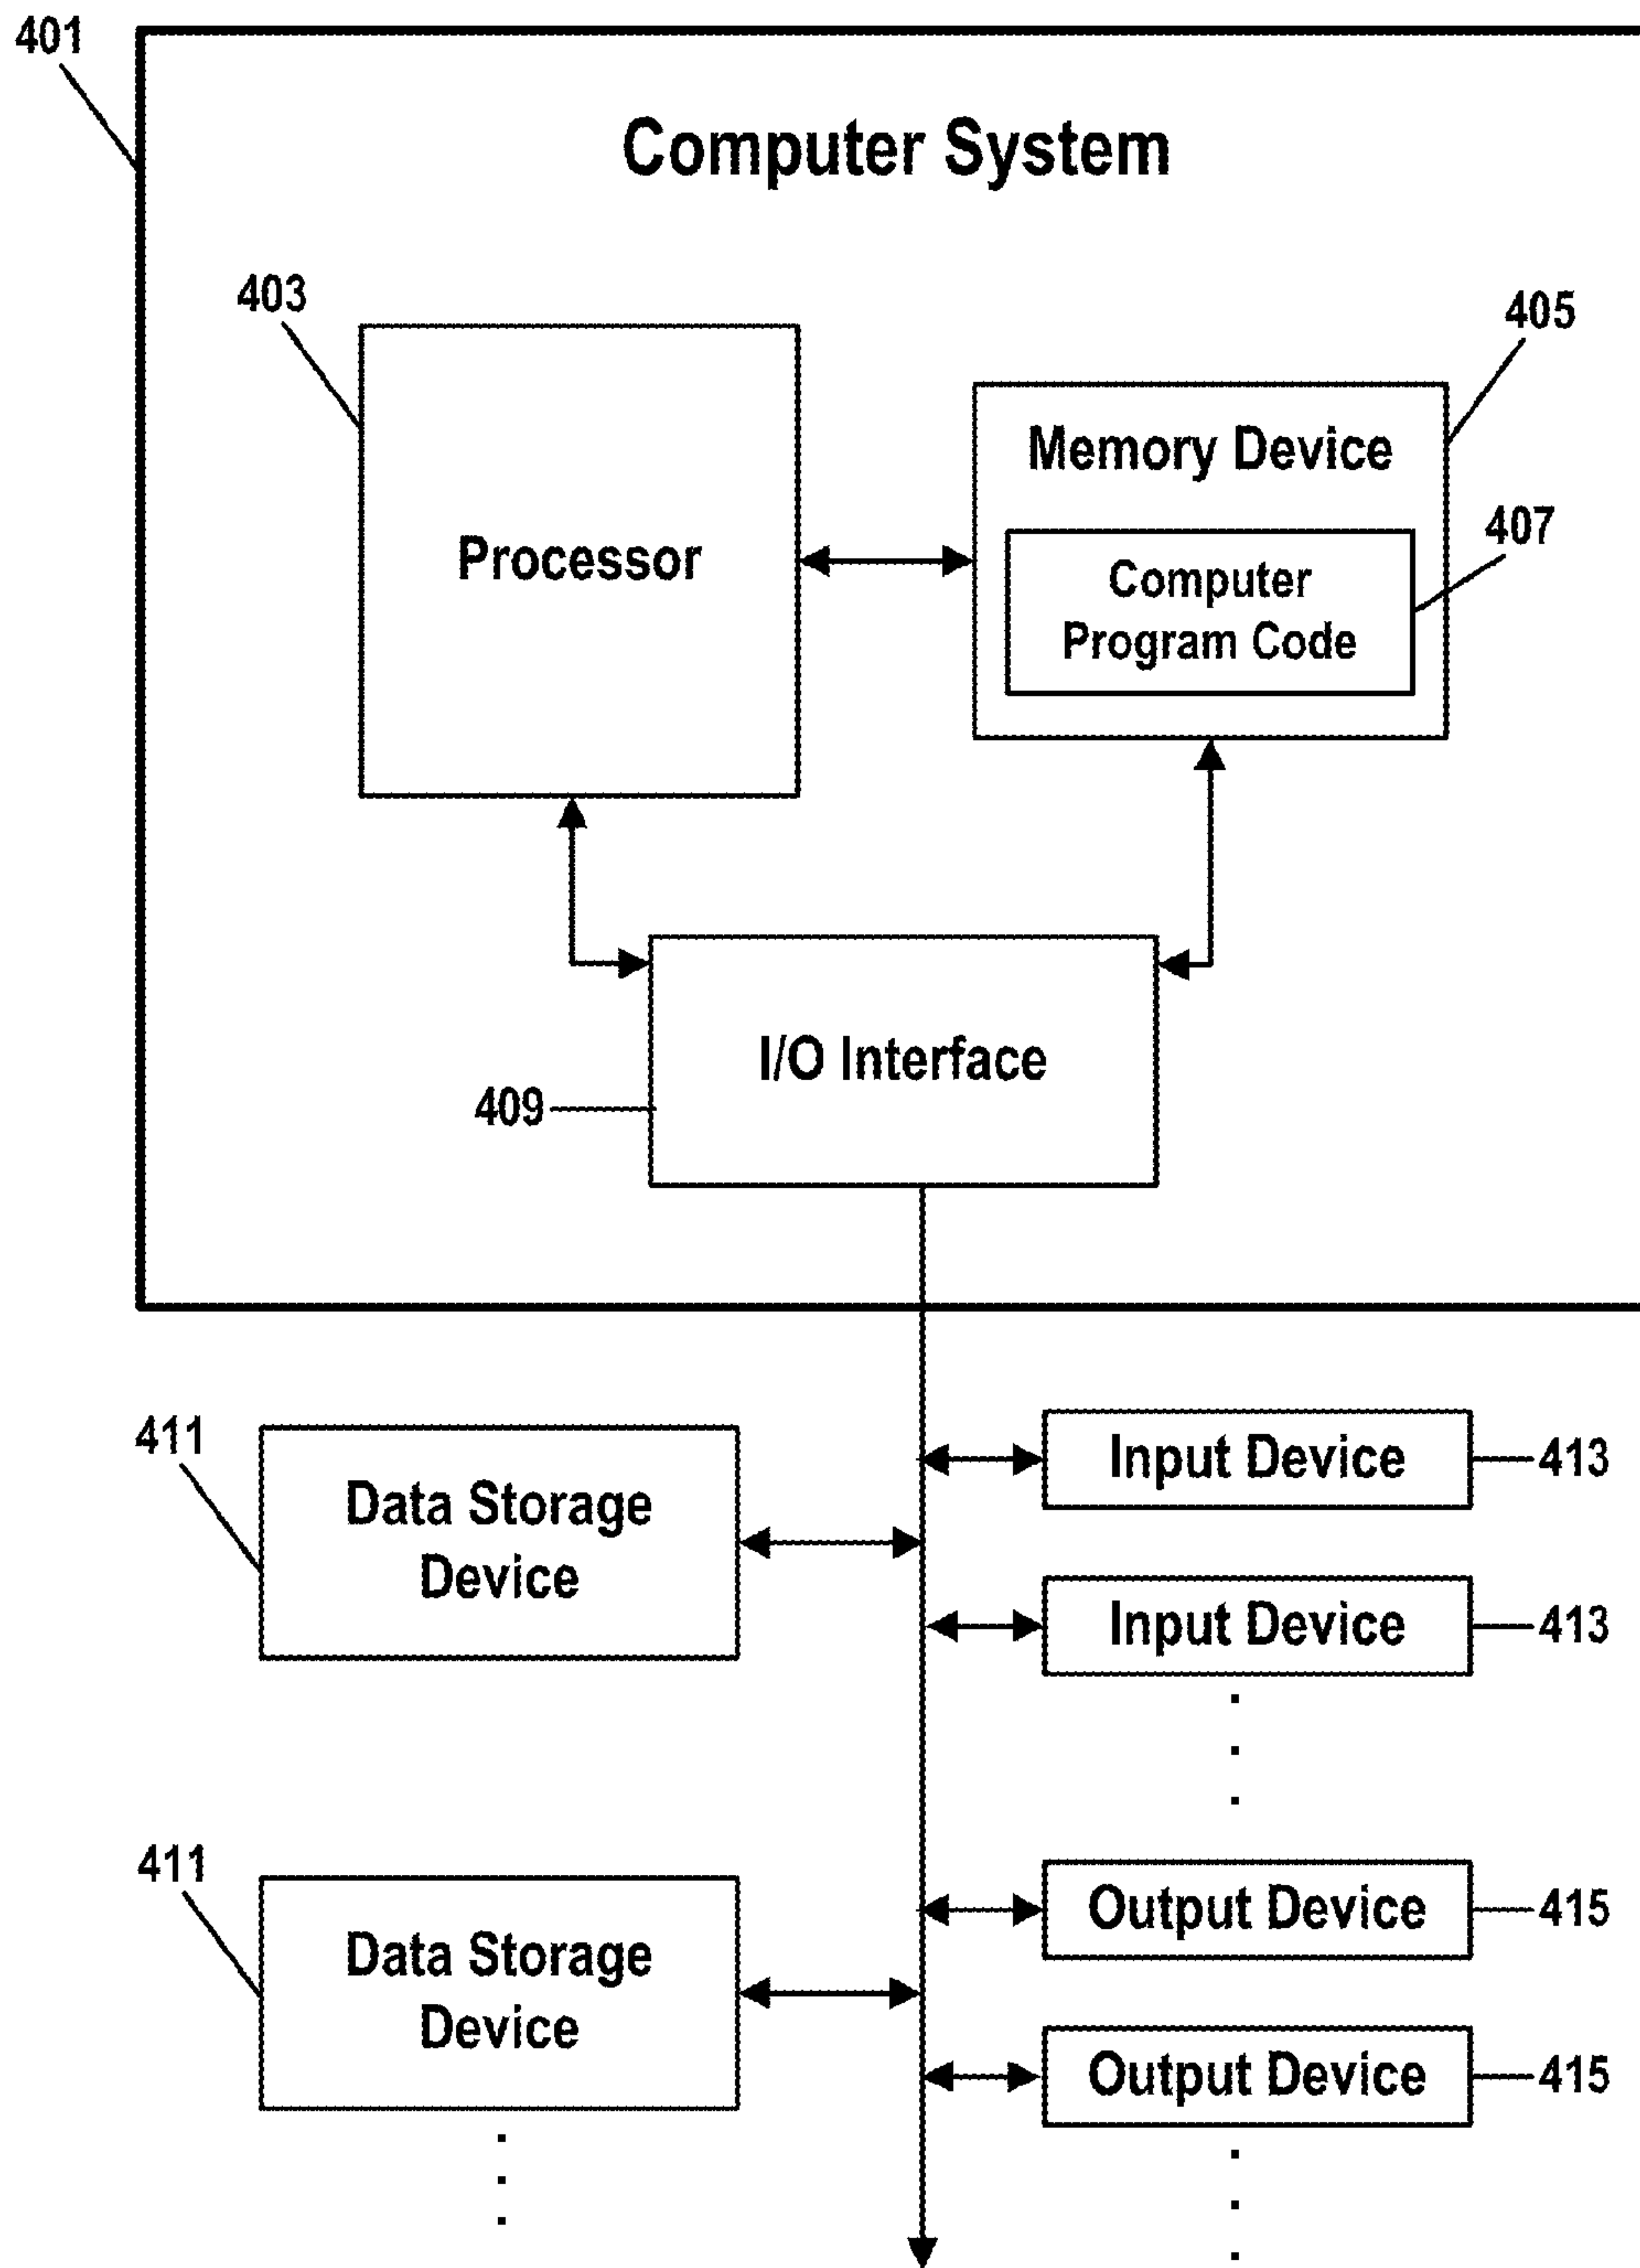 401
Computer System
403
405
Processor
Memory Device
407
Computer
Program Code
I/O Interface
409
411
Data Storage
Device
Input Device
413
Input Device
413
411
Data Storage
Device
Output Device
415
Output Device
415